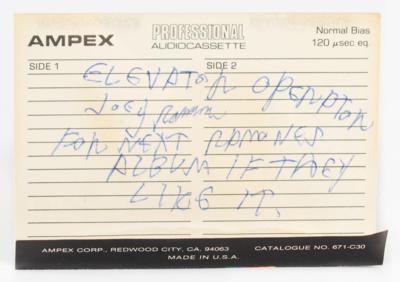 AMPEX
PROFESSIONAL
AUDIOCASSETTE
Normal Bias
120 μsec eq.
SIDE 1
SIDE 2
ELEVATOR OPERATOR
JOEY RAMONE
FOR NEXT RAMONES
ALBUM IF THEY
LIKE IT.
AMPEX CORP., REDWOOD CITY, CA. 94063
CATALOGUE NO. 671-C30
MADE IN U.S.A.